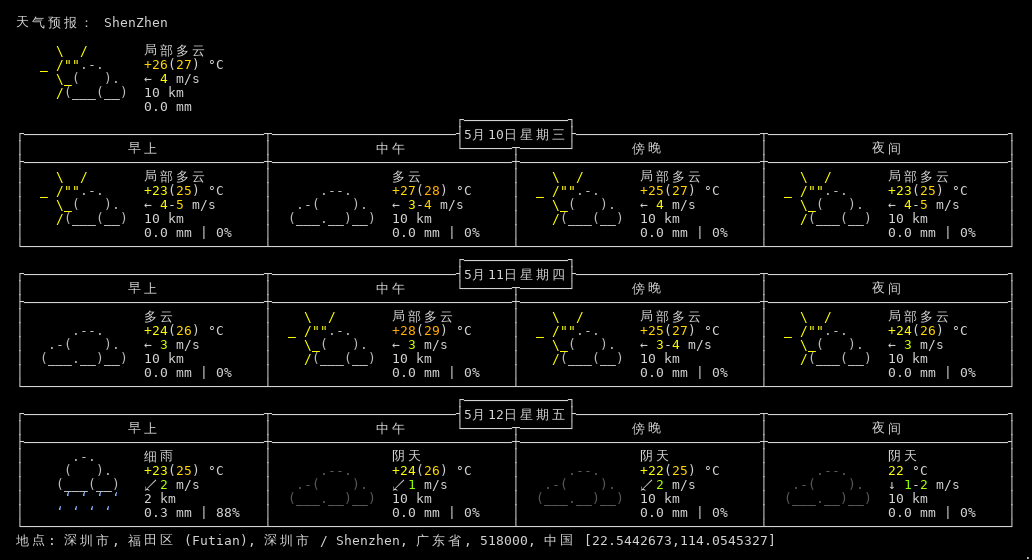 天气预报： ShenZhen
局部多云
+26(27) °C
← 4 m/s
10 km
0.0 mm
5月10日星期三
早上 中午 傍晚 夜间
局部多云 多云 局部多云 局部多云
+23(25) °C +27(28) °C +25(27) °C +23(25) °C
← 4-5 m/s ← 3-4 m/s ← 4 m/s ← 4-5 m/s
10 km 10 km 10 km 10 km
0.0 mm | 0% 0.0 mm | 0% 0.0 mm | 0% 0.0 mm | 0%
5月11日星期四
早上 中午 傍晚 夜间
多云 局部多云 局部多云 局部多云
+24(26) °C +28(29) °C +25(27) °C +24(26) °C
← 3 m/s ← 3 m/s ← 3-4 m/s ← 3 m/s
10 km 10 km 10 km 10 km
0.0 mm | 0% 0.0 mm | 0% 0.0 mm | 0% 0.0 mm | 0%
5月12日星期五
早上 中午 傍晚 夜间
细雨 阴天 阴天 阴天
+23(25) °C +24(26) °C +22(25) °C 22 °C
↙ 2 m/s ↙ 1 m/s ↙ 2 m/s ↓ 1-2 m/s
2 km 10 km 10 km 10 km
0.3 mm | 88% 0.0 mm | 0% 0.0 mm | 0% 0.0 mm | 0%
地点: 深圳市, 福田区 (Futian), 深圳市 / Shenzhen, 广东省, 518000, 中国 [22.5442673,114.0545327]